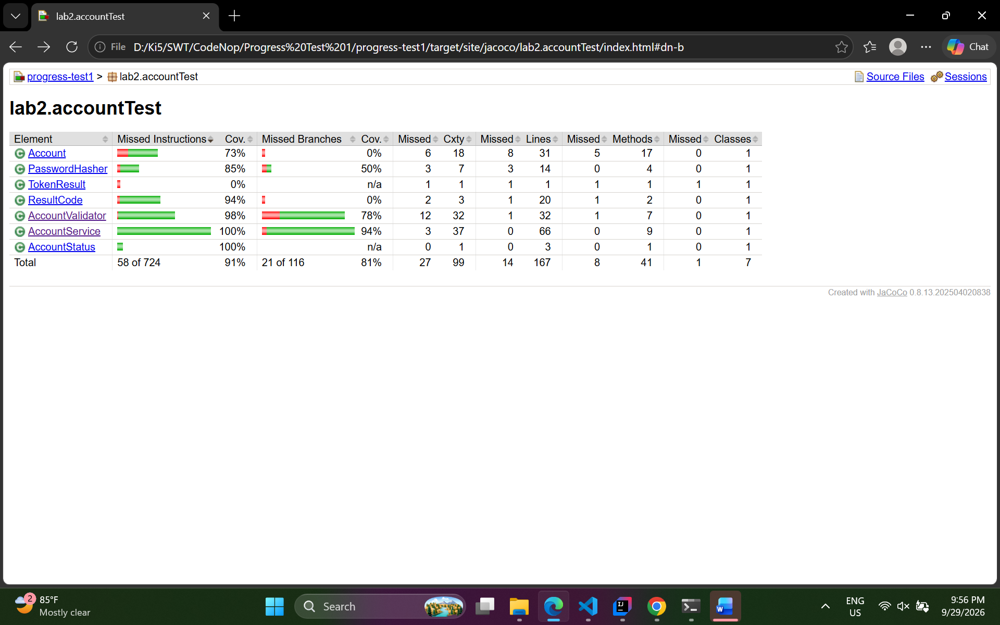 lab2.accountTest
File D:/Ki5/SWT/CodeNop/Progress%20Test%201/progress-test1/target/site/jacoco/lab2.accountTest/index.html#dn-b Chat
progress-test1 > lab2.accountTest Source Files Sessions
lab2.accountTest
Element Missed Instructions Cov. Missed Branches Cov. Missed Cxty Missed Lines Missed Methods Missed Classes
Account 73% 0% 6 18 8 31 5 17 0 1
PasswordHasher 85% 50% 3 7 3 14 0 4 0 1
TokenResult 0% n/a 1 1 1 1 1 1 1 1
ResultCode 94% 0% 2 3 1 20 1 2 0 1
AccountValidator 98% 78% 12 32 1 32 1 7 0 1
AccountService 100% 94% 3 37 0 66 0 9 0 1
AccountStatus 100% n/a 0 1 0 3 0 1 0 1
Total 58 of 724 91% 21 of 116 81% 27 99 14 167 8 41 1 7
Created with JaCoCo 0.8.13.202504020838
2 85°F
Mostly clear
Search
ENG
US
9:56 PM
9/29/2026